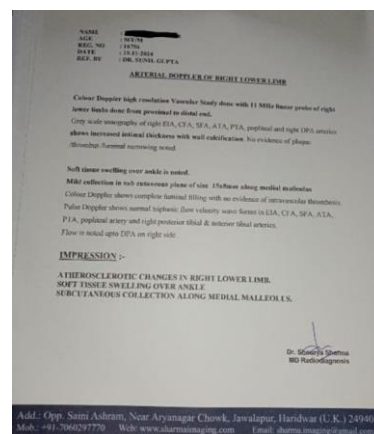 NAME :
AGE
REG. NO
DATE
REF. BY : DR. SUNIL GUPTA
ARTERIAL DOPPLER OF RIGHT LOWER LIMB
Colour Doppler high resolution Vascular Study done with 11 MHz linear probe of right
lower limbs done from proximal to distal end.
Grey scale sonography of right EIA, CFA, SFA, ATA, PTA, popliteal and right DPA arteries
shows increased intimal thickness with wall calcification. No evidence of plaque
/thrombus /luminal narrowing noted.
Soft tissue swelling over ankle is noted.
Mild collection in sub cutaneous plane of size along medial malleolus
Colour Doppler shows complete luminal filling with no evidence of intravascular thrombosis.
Pulse Doppler shows normal triphasic flow velocity wave forms in EIA, CFA, SFA, ATA,
PTA, popliteal artery and right posterior tibial & anterior tibial arteries.
Flow is noted upto DPA on right side.
IMPRESSION :-
ATHEROSCLEROTIC CHANGES IN RIGHT LOWER LIMB.
SOFT TISSUE SWELLING OVER ANKLE
SUBCUTANEOUS COLLECTION ALONG MEDIAL MALLEOLUS.
Dr. Sharma
MD Radiodiagnosis
Add.: Opp. Saini Ashram, Near Aryanagar Chowk, Jawalapur, Haridwar (U.K.) 24940
Mob.: +91-7060297770 Web: www.sharmaimaging.com Email: sharma.imaging@gmail.com